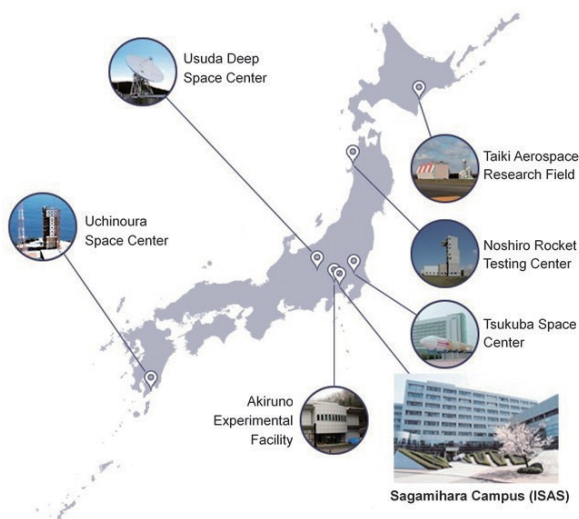 Usuda Deep
Space Center
Taiki Aerospace
Research Field
Uchinoura
Space Center
Noshiro Rocket
Testing Center
Tsukuba Space
Center
Akiruno
Experimental
Facility
Sagamihara Campus (ISAS)